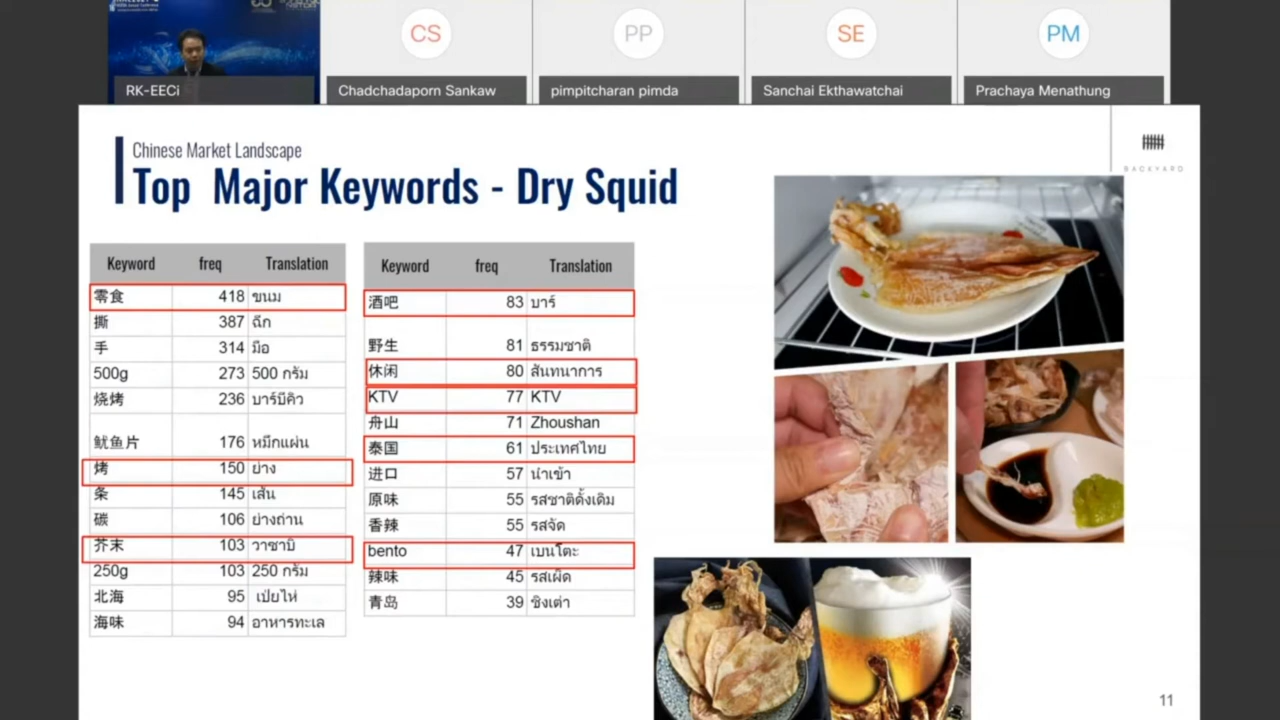 RK-EECi
CS
Chadchadaporn Sankaw
PP
pimpitcharan pimda
SE
Sanchai Ekthawatchai
PM
Prachaya Menathung
Chinese Market Landscape
Top Major Keywords - Dry Squid
BACKYARD
Keyword freq Translation
零食 418 ขนม
撕 387 ฉีก
手 314 มือ
500g 273 500 กรัม
烧烤 236 บาร์บีคิว
鱿鱼片 176 หมึกแผ่น
烤 150 ย่าง
条 145 เส้น
碳 106 ย่างถ่าน
芥末 103 วาซาบิ
250g 103 250 กรัม
北海 95 เป่ยไห่
海味 94 อาหารทะเล
Keyword freq Translation
酒吧 83 บาร์
野生 81 ธรรมชาติ
休闲 80 สันทนาการ
KTV 77 KTV
舟山 71 Zhoushan
泰国 61 ประเทศไทย
进口 57 นำเข้า
原味 55 รสชาติดั้งเดิม
香辣 55 รสจัด
bento 47 เบนโตะ
辣味 45 รสเผ็ด
青岛 39 ชิงเต่า
11